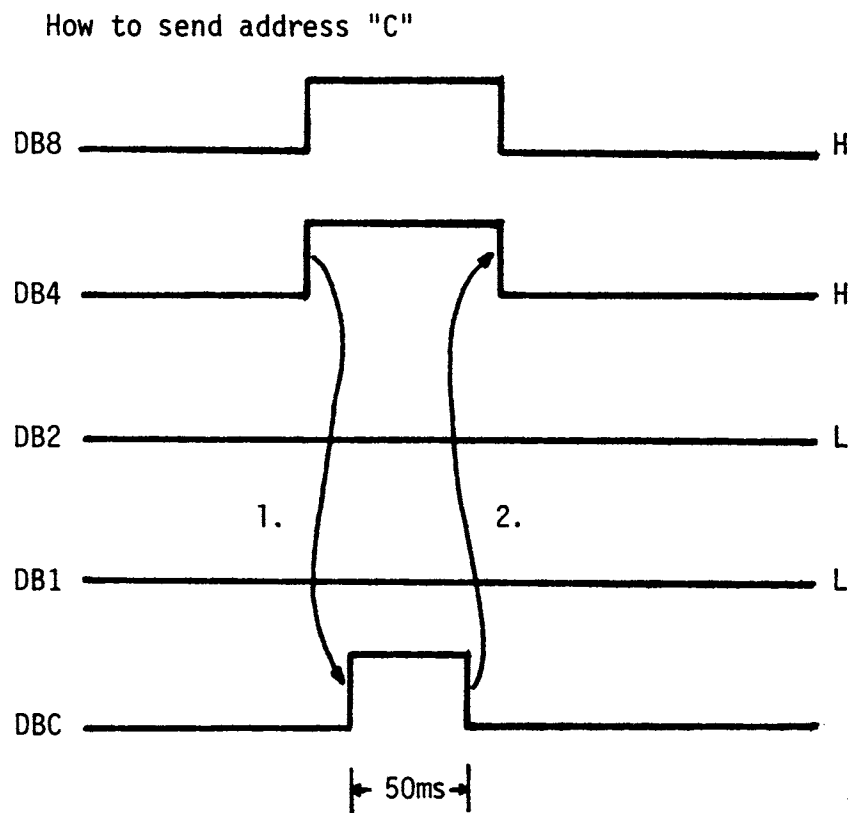 How to send address "C"
DB8 H
DB4 H
DB2 L
1. 2.
DB1 L
DBC
50ms